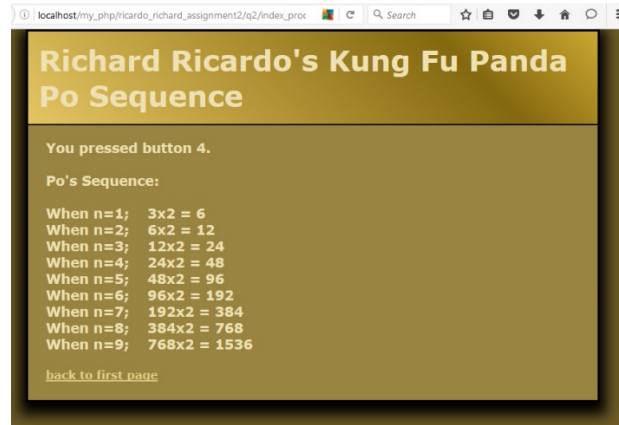 localhost/my_php/ricardo_richard_assignment2/q2/index_proc
Search
Richard Ricardo's Kung Fu Panda
Po Sequence
You pressed button 4.
Po's Sequence:
When n=1; 3x2 = 6
When n=2; 6x2 = 12
When n=3; 12x2 = 24
When n=4; 24x2 = 48
When n=5; 48x2 = 96
When n=6; 96x2 = 192
When n=7; 192x2 = 384
When n=8; 384x2 = 768
When n=9; 768x2 = 1536
back to first page